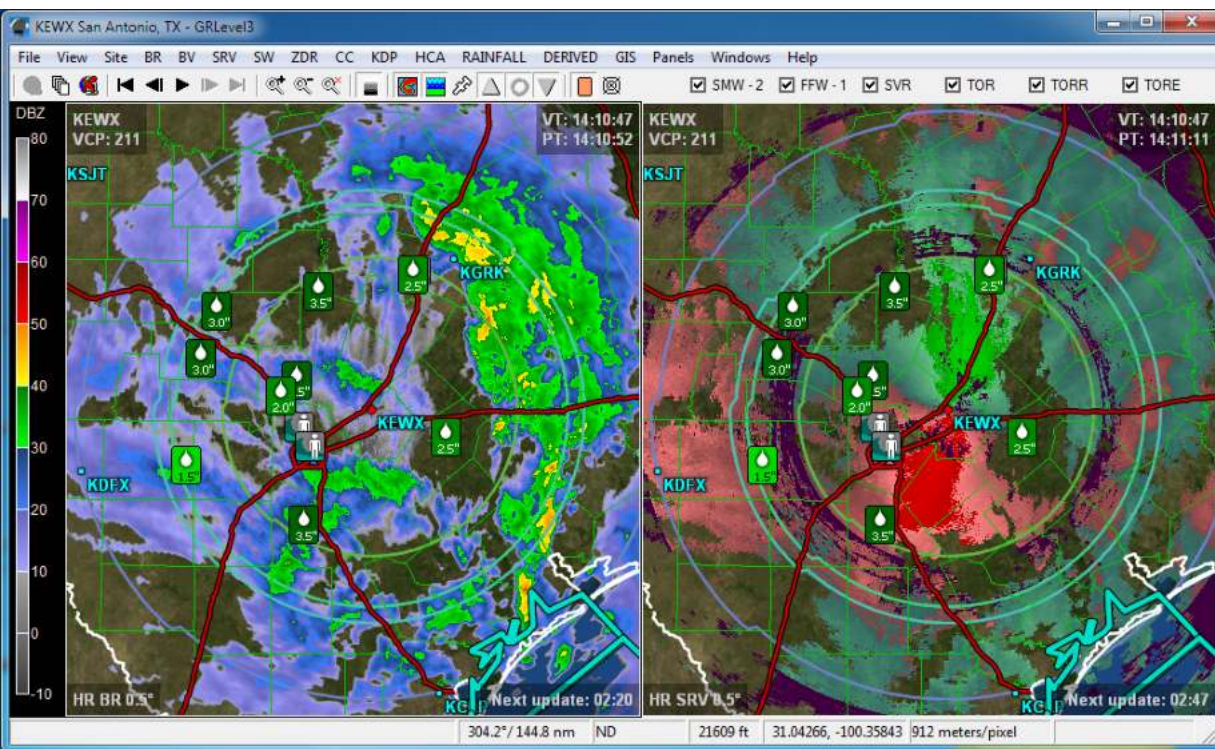 KEWX San Antonio, TX - GRLevel3
File View Site BR BV SRV SW ZDR CC KDP HCA RAINFALL DERIVED GIS Panels Windows Help
SMW - 2 FFW - 1 SVR TOR TORR TORE
DBZ
80
70
60
50
40
30
20
10
0
-10
KEWX
VCP: 211
VT: 14:10:47
PT: 14:10:52
KSJT
KGRK
2.5"
3.5"
3.0"
3.0"
.5"
2.0"
KEWX
2.5"
1.5"
KDFX
3.5"
HR BR 0.5°
Next update: 02:20
KEWX
VCP: 211
VT: 14:10:47
PT: 14:11:11
KSJT
KGRK
2.5"
3.5"
3.0"
3.0"
.5"
2.0"
KEWX
2.5"
1.5"
KDFX
3.5"
HR SRV 0.5°
Next update: 02:47
304.2°/ 144.8 nm ND 21609 ft 31.04266, -100.35843 912 meters/pixel